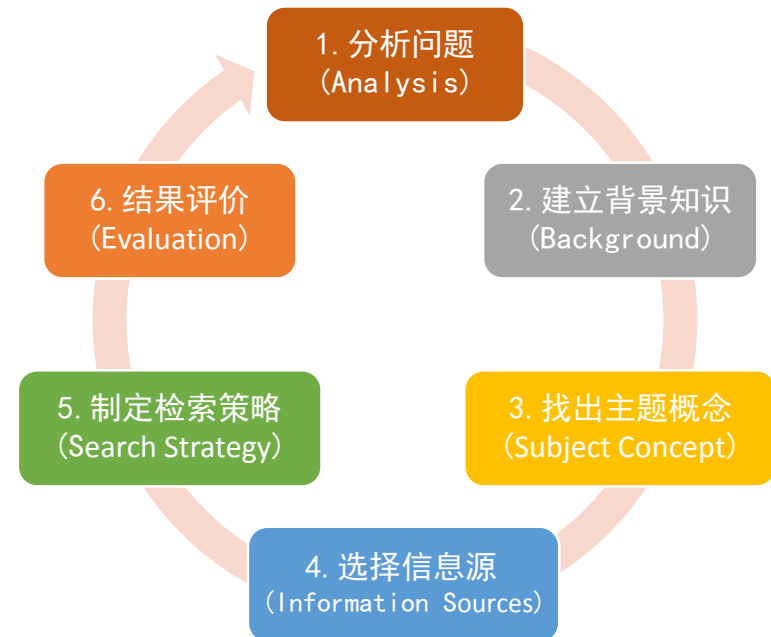 1. 分析问题
(Analysis)
2. 建立背景知识
(Background)
3. 找出主题概念
(Subject Concept)
4. 选择信息源
(Information Sources)
5. 制定检索策略
(Search Strategy)
6. 结果评价
(Evaluation)